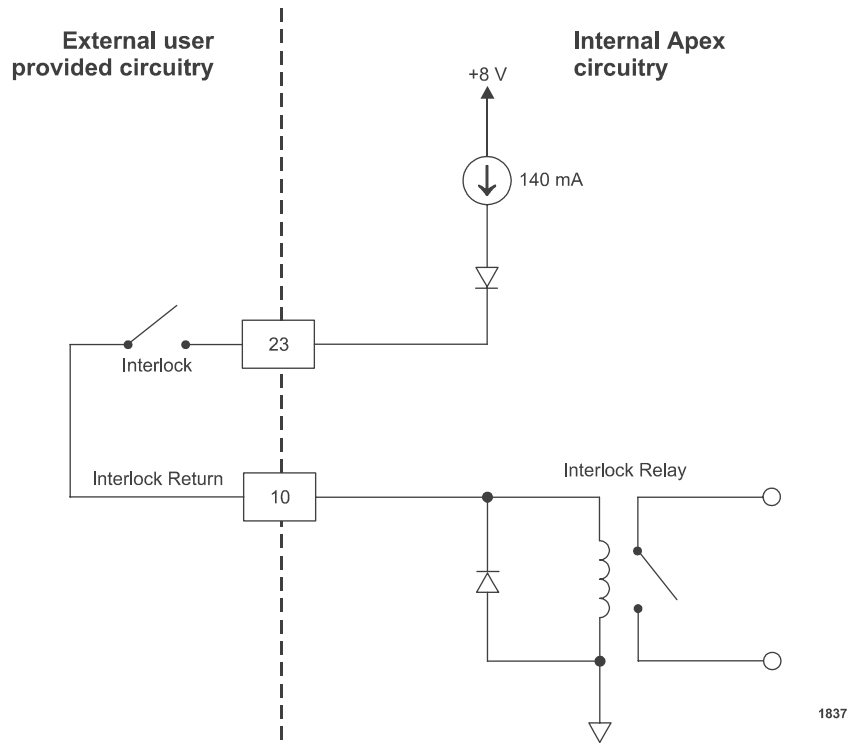 External user
provided circuitry
Internal Apex
circuitry
+8 V
140 mA
23
Interlock
Interlock Return
10
Interlock Relay
1837